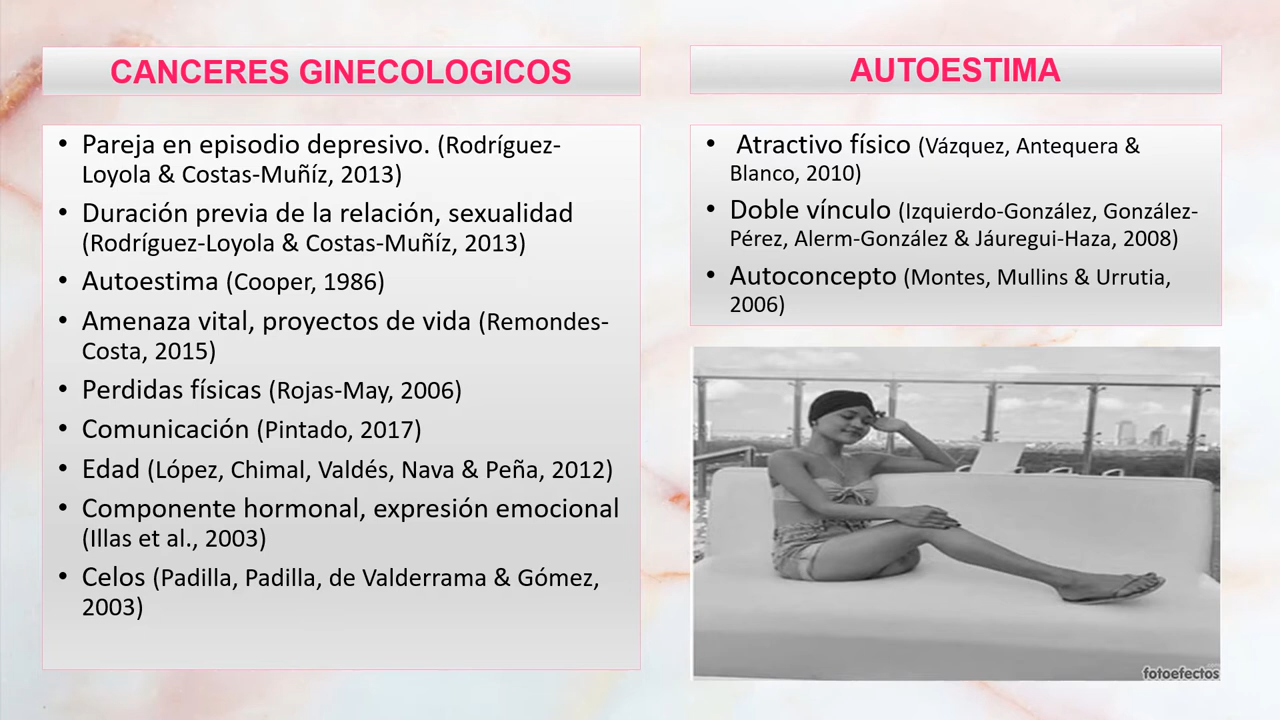 CANCERES GINECOLOGICOS
• Pareja en episodio depresivo. (Rodríguez-
Loyola & Costas-Muñíz, 2013)
• Duración previa de la relación, sexualidad
(Rodríguez-Loyola & Costas-Muñíz, 2013)
• Autoestima (Cooper, 1986)
• Amenaza vital, proyectos de vida (Remondes-
Costa, 2015)
• Perdidas físicas (Rojas-May, 2006)
• Comunicación (Pintado, 2017)
• Edad (López, Chimal, Valdés, Nava & Peña, 2012)
• Componente hormonal, expresión emocional
(Illas et al., 2003)
• Celos (Padilla, Padilla, de Valderrama & Gómez,
2003)
AUTOESTIMA
• Atractivo físico (Vázquez, Antequera &
Blanco, 2010)
• Doble vínculo (Izquierdo-González, González-
Pérez, Alerm-González & Jáuregui-Haza, 2008)
• Autoconcepto (Montes, Mullins & Urrutia,
2006)
fotoefectos